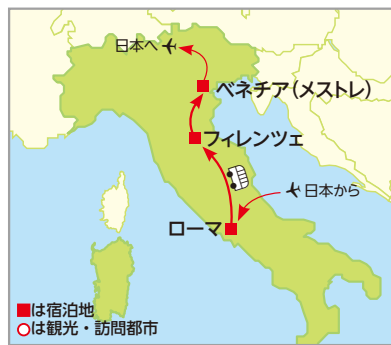 日本へ
ベネチア(メストレ)
フィレンツェ
日本から
ローマ
■は宿泊地
○は観光・訪問都市